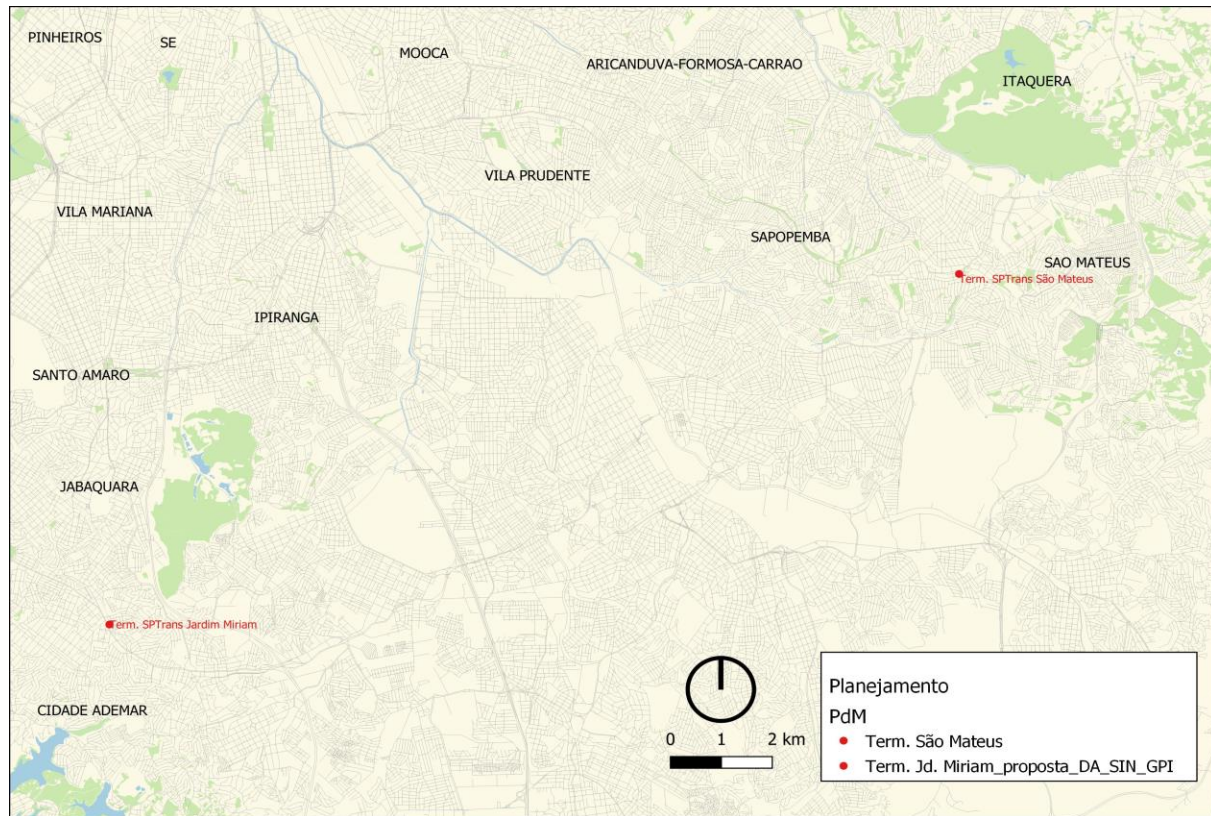 PINHEIROS
SE
MOOCA
ARICANDUVA-FORMOSA-CARRAO
ITAQUERA
VILA PRUDENTE
VILA MARIANA
SAPOPEMBA
SAO MATEUS
Term. SPTrans São Mateus
IPIRANGA
SANTO AMARO
JABAQUARA
Term. SPTrans Jardim Miriam
CIDADE ADEMAR
0 1 2 km
Planejamento
PdM
Term. São Mateus
Term. Jd. Miriam_proposta_DA_SIN_GPI